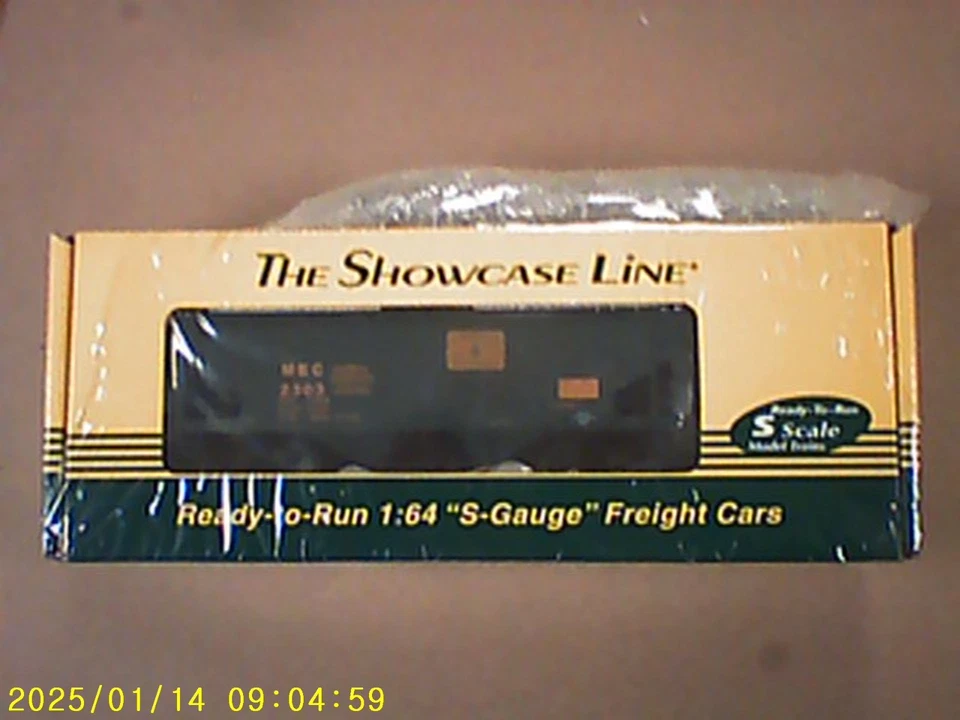 THE SHOWCASE LINE
MEC
2303
Ready-To-Run
S Scale
Model Trains
Ready-to-Run 1:64 "S-Gauge" Freight Cars
2025/01/14 09:04:59